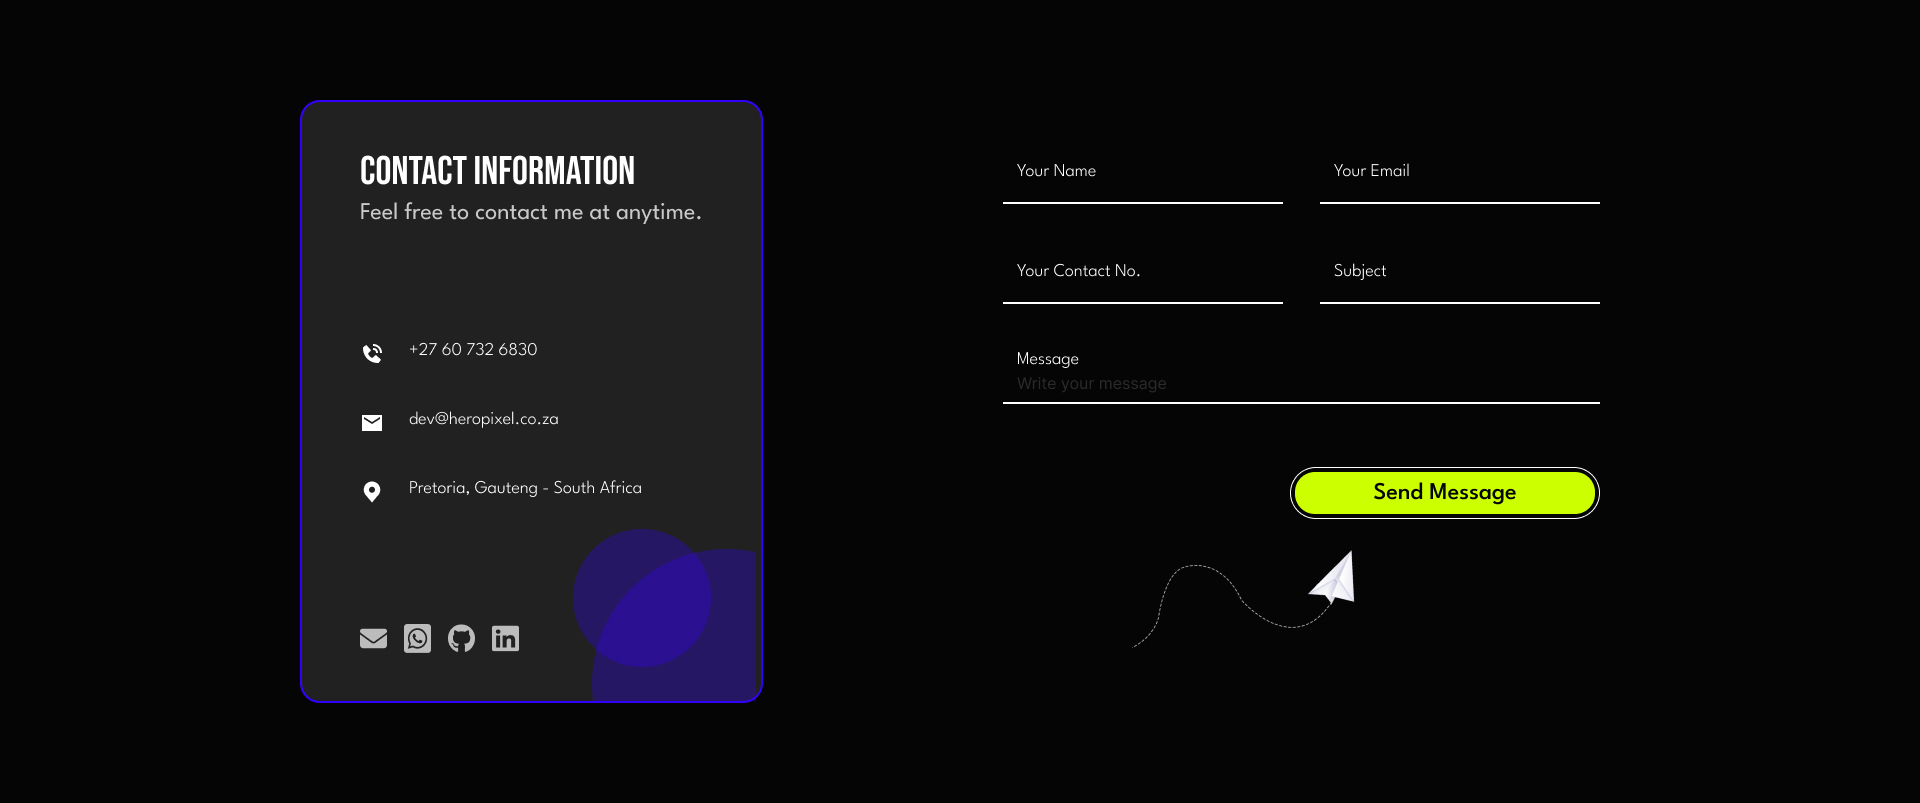 CONTACT INFORMATION
Feel free to contact me at anytime.
+27 60 732 6830
dev@heropixel.co.za
Pretoria, Gauteng - South Africa
Your Name
Your Email
Your Contact No.
Subject
Message
Write your message
Send Message